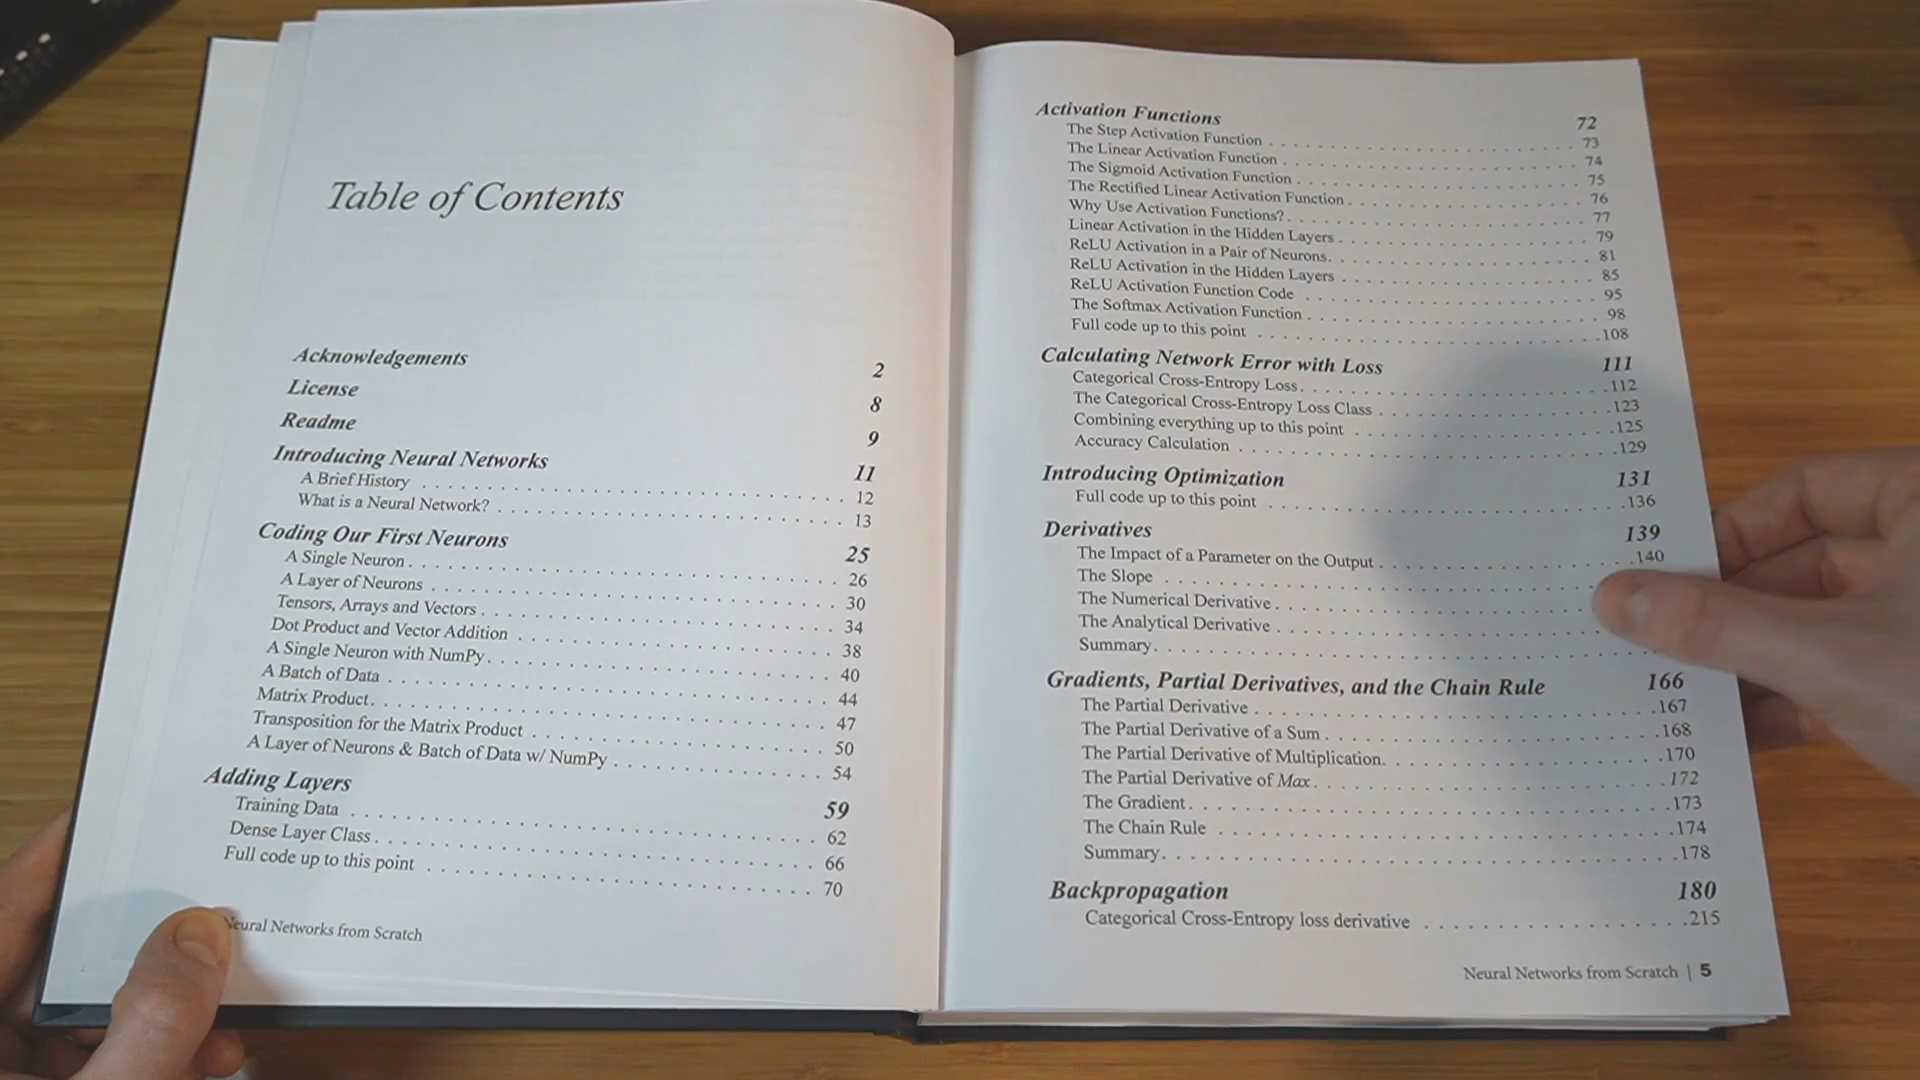 Table of Contents
Acknowledgements 2
License 8
Readme 9
Introducing Neural Networks 11
A Brief History 12
What is a Neural Network? 13
Coding Our First Neurons 25
A Single Neuron 26
A Layer of Neurons 30
Tensors, Arrays and Vectors 34
Dot Product and Vector Addition 38
A Single Neuron with NumPy 40
A Batch of Data 44
Matrix Product 47
Transposition for the Matrix Product 50
A Layer of Neurons & Batch of Data w/ NumPy 54
Adding Layers 59
Training Data 62
Dense Layer Class 66
Full code up to this point 70
Neural Networks from Scratch
Activation Functions 72
The Step Activation Function 73
The Linear Activation Function 74
The Sigmoid Activation Function 75
The Rectified Linear Activation Function 76
Why Use Activation Functions? 77
Linear Activation in the Hidden Layers 79
ReLU Activation in a Pair of Neurons 81
ReLU Activation in the Hidden Layers 85
ReLU Activation Function Code 95
The Softmax Activation Function 98
Full code up to this point 108
Calculating Network Error with Loss 111
Categorical Cross-Entropy Loss 112
The Categorical Cross-Entropy Loss Class 123
Combining everything up to this point 125
Accuracy Calculation 129
Introducing Optimization 131
Full code up to this point 136
Derivatives 139
The Impact of a Parameter on the Output 140
The Slope
The Numerical Derivative
The Analytical Derivative
Summary
Gradients, Partial Derivatives, and the Chain Rule 166
The Partial Derivative 167
The Partial Derivative of a Sum 168
The Partial Derivative of Multiplication 170
The Partial Derivative of Max 172
The Gradient 173
The Chain Rule 174
Summary 178
Backpropagation 180
Categorical Cross-Entropy loss derivative 215
Neural Networks from Scratch | 5